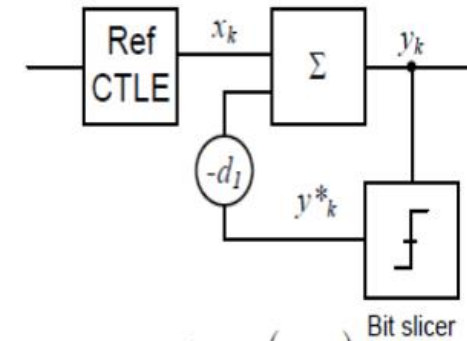 Ref
CTLE
x_k
Σ
y_k
-d_1
y*_k
Bit slicer